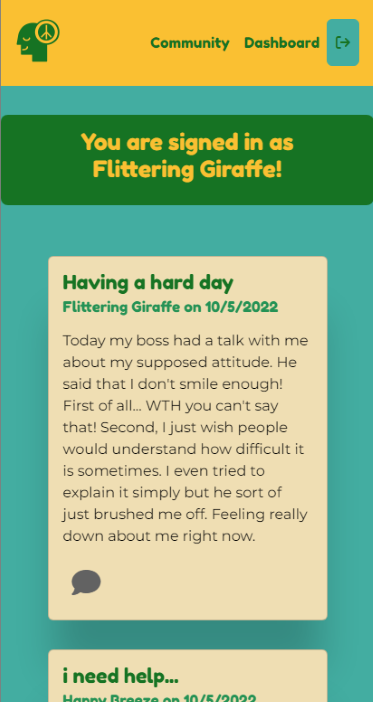 Community Dashboard
You are signed in as
Flittering Giraffe!
Having a hard day
Flittering Giraffe on 10/5/2022
Today my boss had a talk with me
about my supposed attitude. He
said that I don't smile enough!
First of all... WTH you can't say
that! Second, I just wish people
would understand how difficult it
is sometimes. I even tried to
explain it simply but he sort of
just brushed me off. Feeling really
down about me right now.
i need help...
Happy Breeze on 10/5/2022